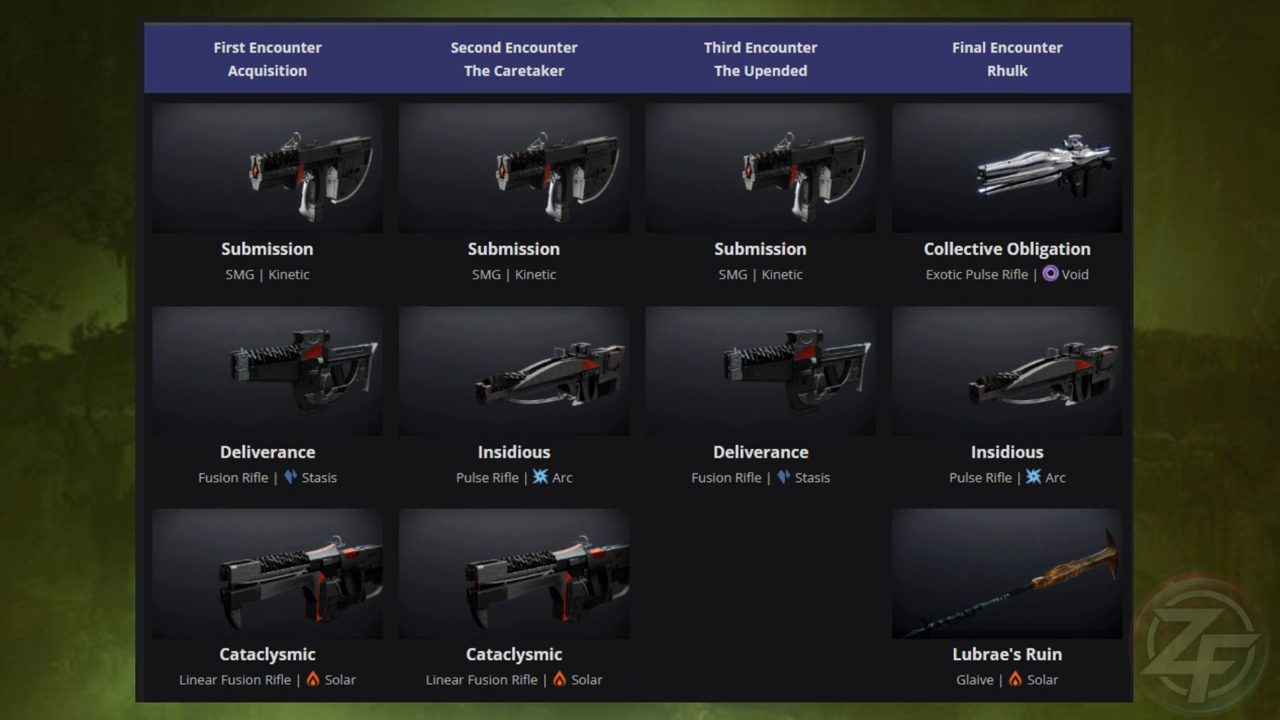 First Encounter
Acquisition
Second Encounter
The Caretaker
Third Encounter
The Upended
Final Encounter
Rhulk
Submission
SMG | Kinetic
Submission
SMG | Kinetic
Submission
SMG | Kinetic
Collective Obligation
Exotic Pulse Rifle | Void
Deliverance
Fusion Rifle | Stasis
Insidious
Pulse Rifle | Arc
Deliverance
Fusion Rifle | Stasis
Insidious
Pulse Rifle | Arc
Cataclysmic
Linear Fusion Rifle | Solar
Cataclysmic
Linear Fusion Rifle | Solar
Lubrae's Ruin
Glaive | Solar
ZF